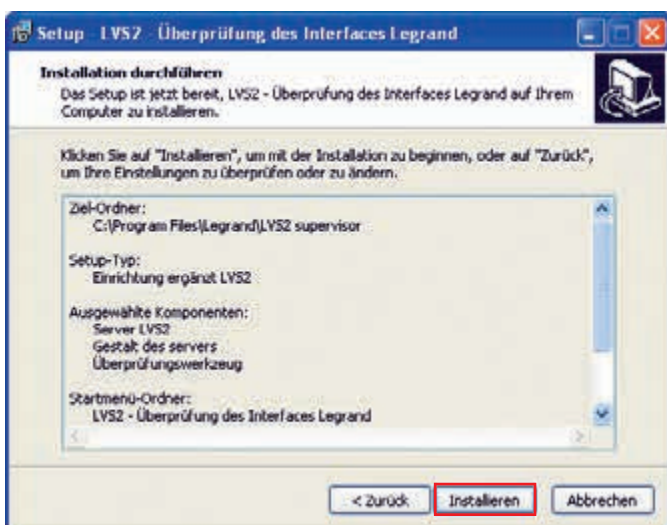 Setup - LVS2 - Überprüfung des Interfaces Legrand
Installation durchführen
Das Setup ist jetzt bereit, LVS2 - Überprüfung des Interfaces Legrand auf Ihrem
Computer zu installieren.
Klicken Sie auf "Installieren", um mit der Installation zu beginnen, oder auf "Zurück",
um Ihre Einstellungen zu überprüfen oder zu ändern.
Ziel-Ordner:
C:\Program Files\Legrand\LVS2 supervisor
Setup-Typ:
Einrichtung ergänzt LVS2
Ausgewählte Komponenten:
Server LVS2
Gestalt des servers
Überprüfungswerkzeug
Startmenü-Ordner:
LVS2 - Überprüfung des Interfaces Legrand
< Zurück Installieren Abbrechen